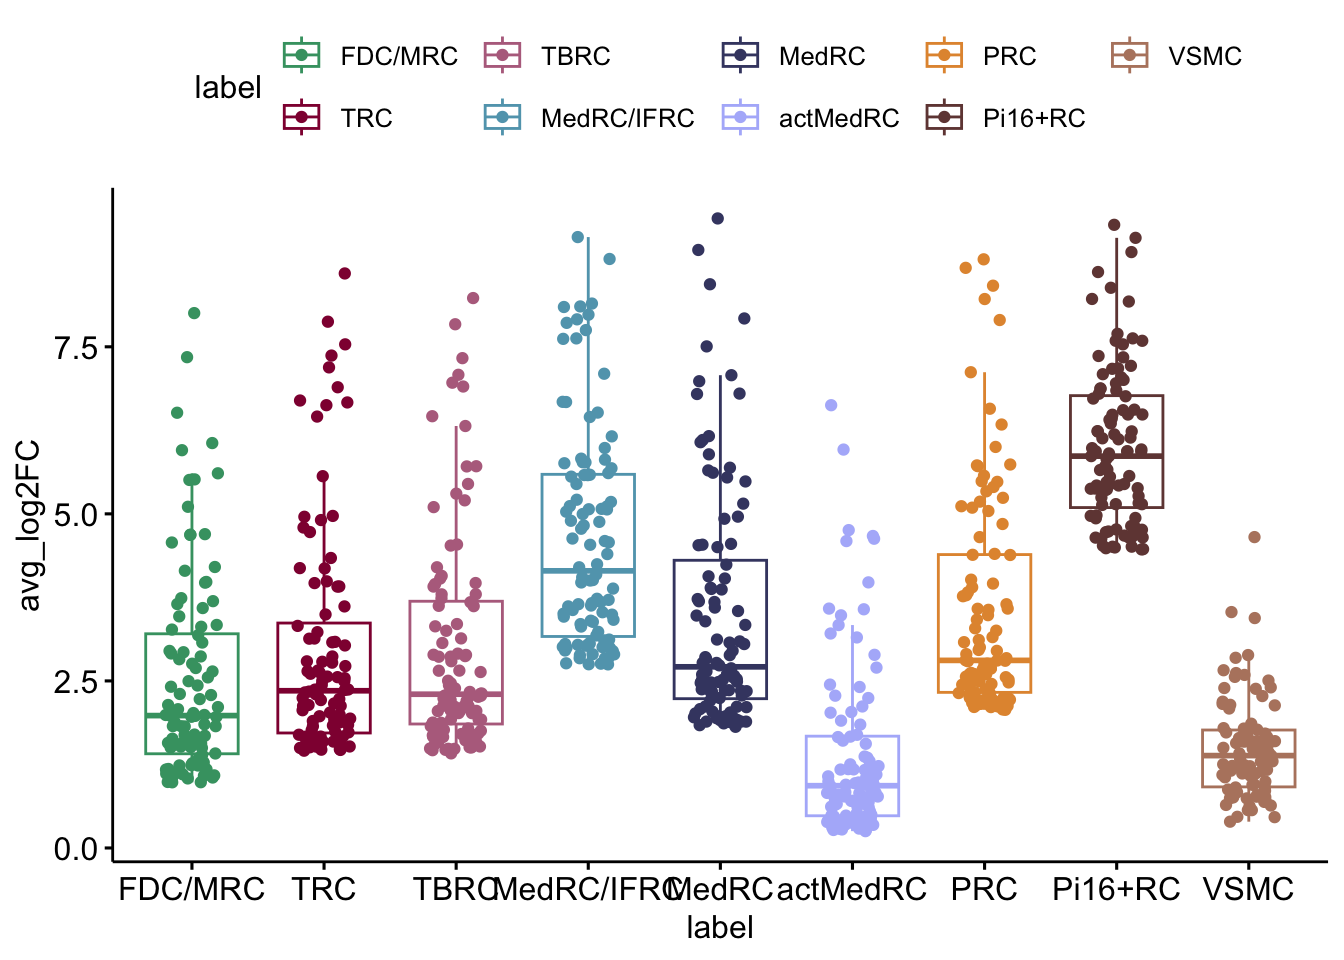 FDC/MRC TBRC MedRC PRC VSMC
label
TRC MedRC/IFRC actMedRC Pi16+RC
avg_log2FC
7.5
5.0
2.5
0.0
FDC/MRC TRC TBRC MedRC/IFRC MedRC actMedRC PRC Pi16+RC VSMC
label